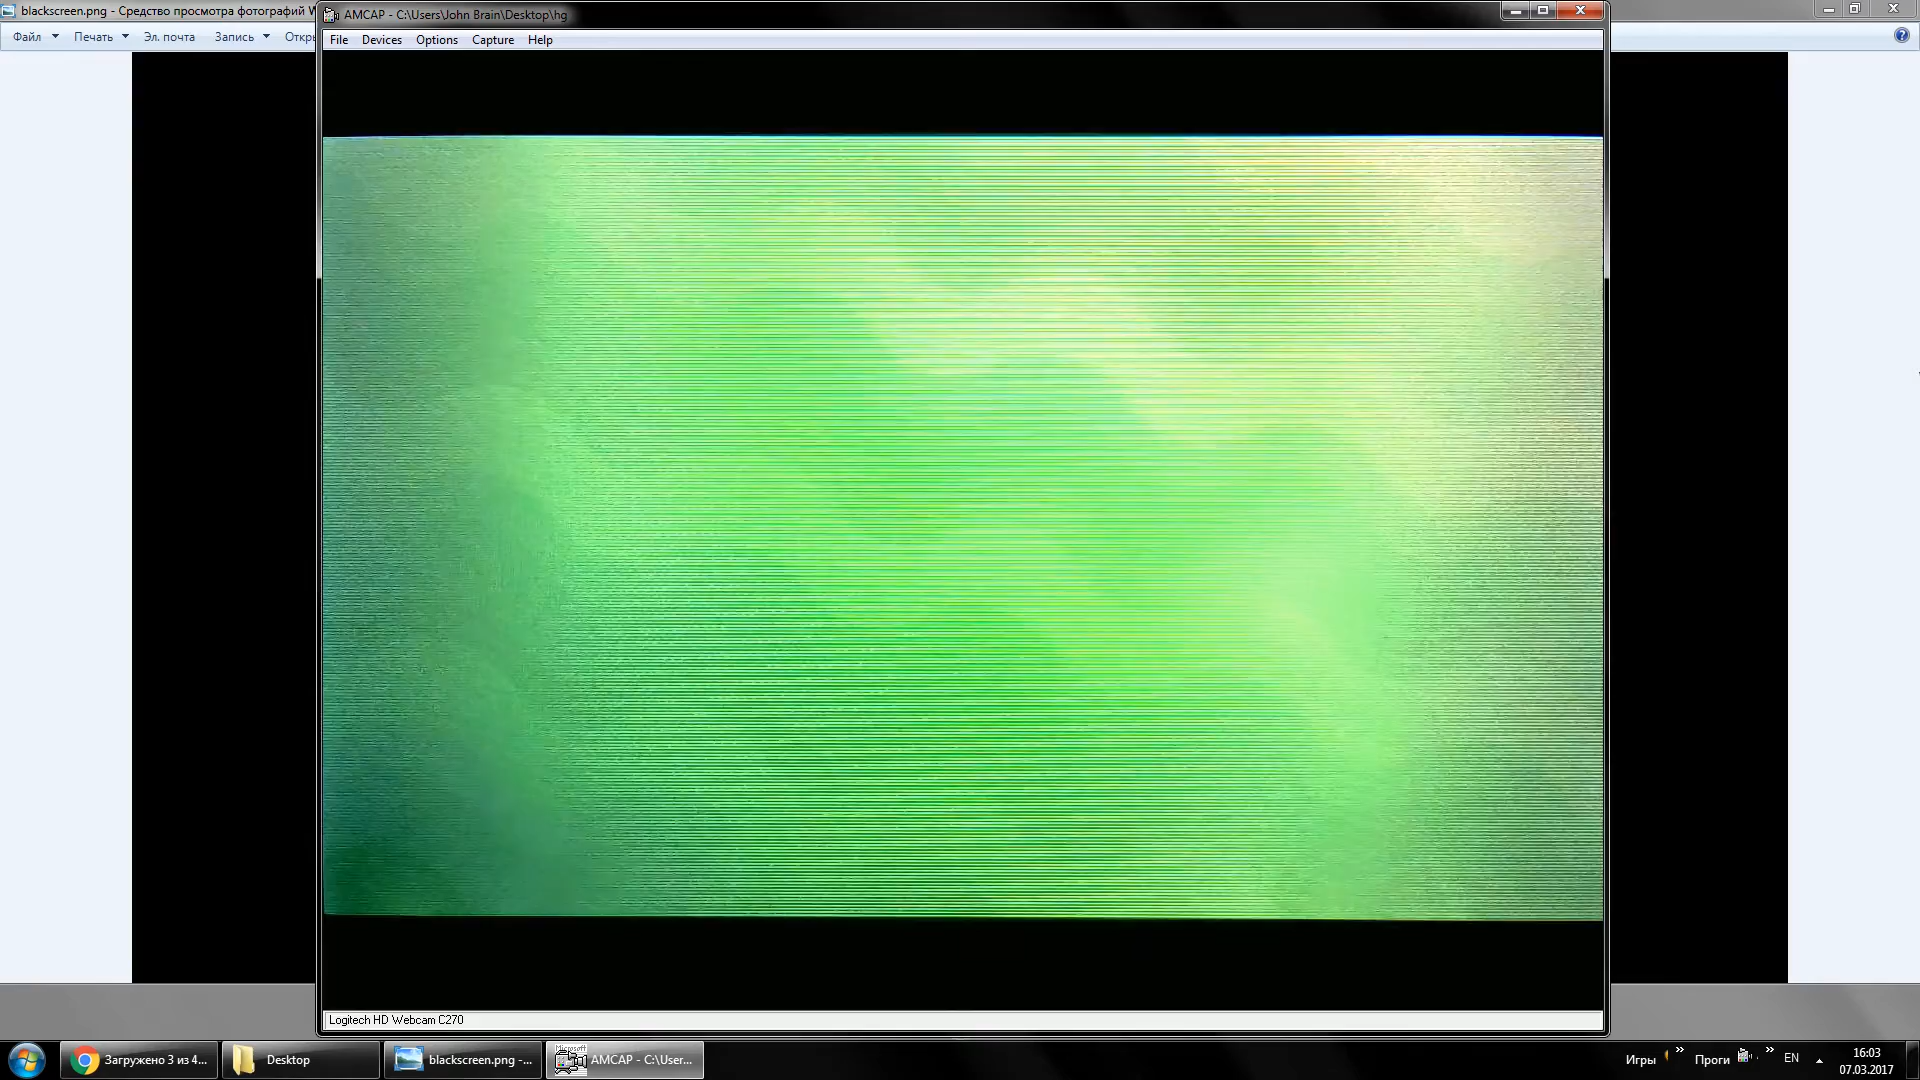 blackscreen.png - Средство просмотра фотографий W
Файл Печать Эл. почта Запись Откры
AMCAP - C:\Users\John Brain\Desktop\hg
File Devices Options Capture Help
Logitech HD Webcam C270
Загружено 3 из 4...
Desktop
blackscreen.png -...
Microsoft
AMCAP - C:\User...
Игры
Проги
EN
16:03
07.03.2017